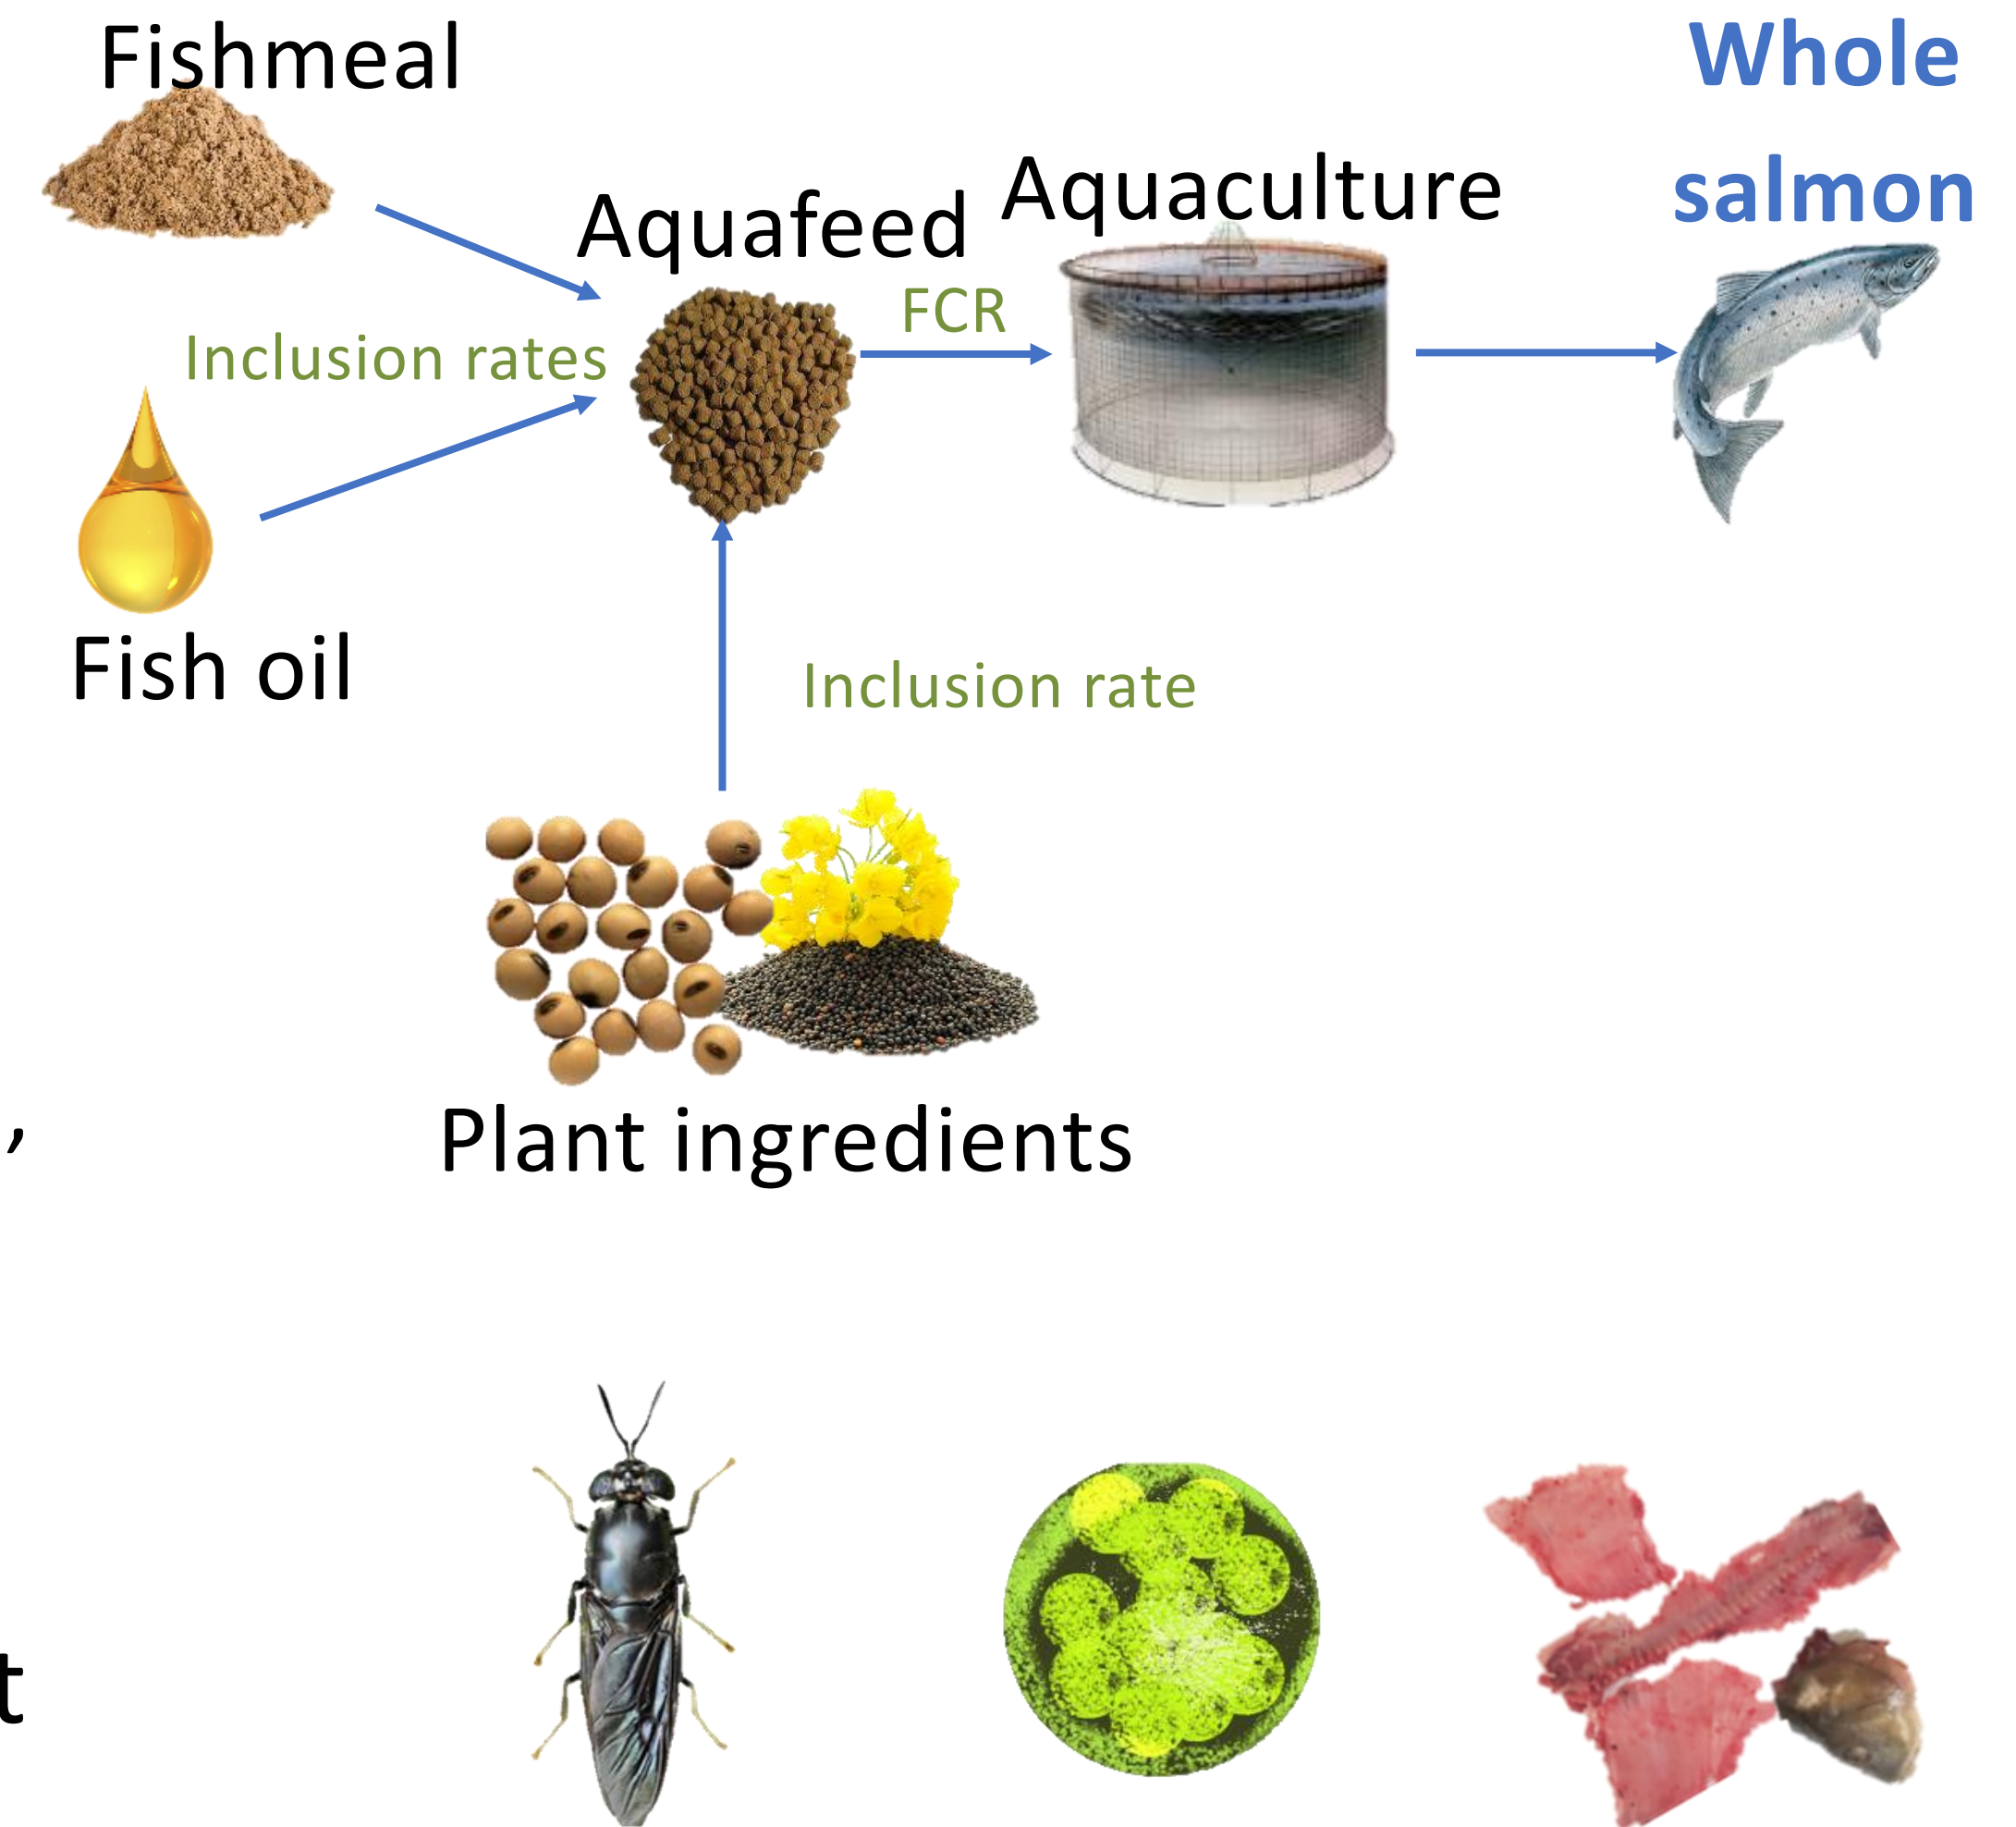 Fishmeal
Whole
salmon
Aquaculture
Aquafeed
FCR
Inclusion rates
Fish oil
Inclusion rate
Plant ingredients
,
t